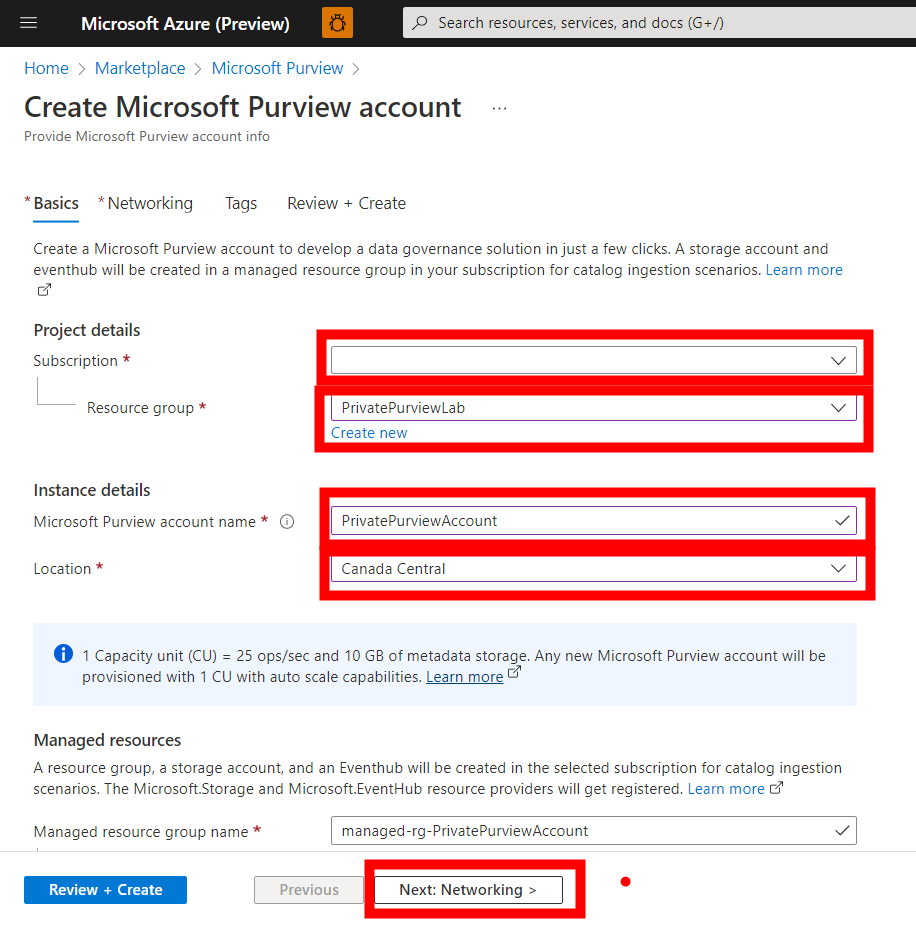 Microsoft Azure (Preview)
Search resources, services, and docs (G+/)
Home > Marketplace > Microsoft Purview >
Create Microsoft Purview account ...
Provide Microsoft Purview account info
* Basics * Networking Tags Review + Create
Create a Microsoft Purview account to develop a data governance solution in just a few clicks. A storage account and
eventhub will be created in a managed resource group in your subscription for catalog ingestion scenarios. Learn more
Project details
Subscription *
Resource group *
PrivatePurviewLab
Create new
Instance details
Microsoft Purview account name *
PrivatePurviewAccount
Location *
Canada Central
1 Capacity unit (CU) = 25 ops/sec and 10 GB of metadata storage. Any new Microsoft Purview account will be
provisioned with 1 CU with auto scale capabilities. Learn more
Managed resources
A resource group, a storage account, and an Eventhub will be created in the selected subscription for catalog ingestion
scenarios. The Microsoft.Storage and Microsoft.EventHub resource providers will get registered. Learn more
Managed resource group name *
managed-rg-PrivatePurviewAccount
Review + Create
Previous
Next: Networking >